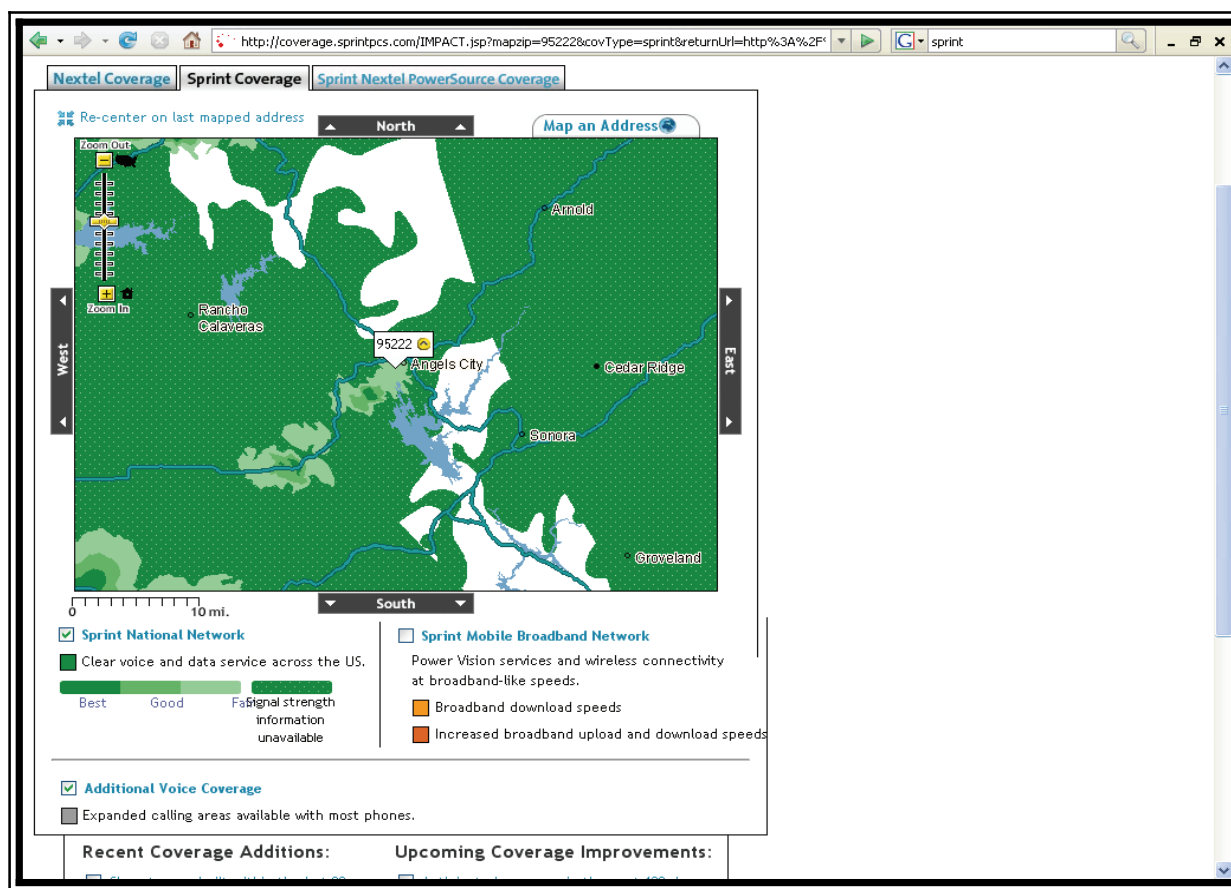 http://coverage.sprintpcs.com/IMPACT.jsp?mapzip=95222&covType=sprint&returnUrl=http%3A%2F
sprint
Nextel Coverage
Sprint Coverage
Sprint Nextel PowerSource Coverage
Re-center on last mapped address
North
Map an Address
Zoom Out
Arnold
Zoom In
Rancho
Calaveras
95222
Angels City
West
East
Cedar Ridge
Sonora
Groveland
0
10 mi.
South
Sprint National Network
Clear voice and data service across the US.
Best
Good
Signal strength
information
unavailable
Sprint Mobile Broadband Network
Power Vision services and wireless connectivity
at broadband-like speeds.
Broadband download speeds
Increased broadband upload and download speeds
Additional Voice Coverage
Expanded calling areas available with most phones.
Recent Coverage Additions:
Upcoming Coverage Improvements: